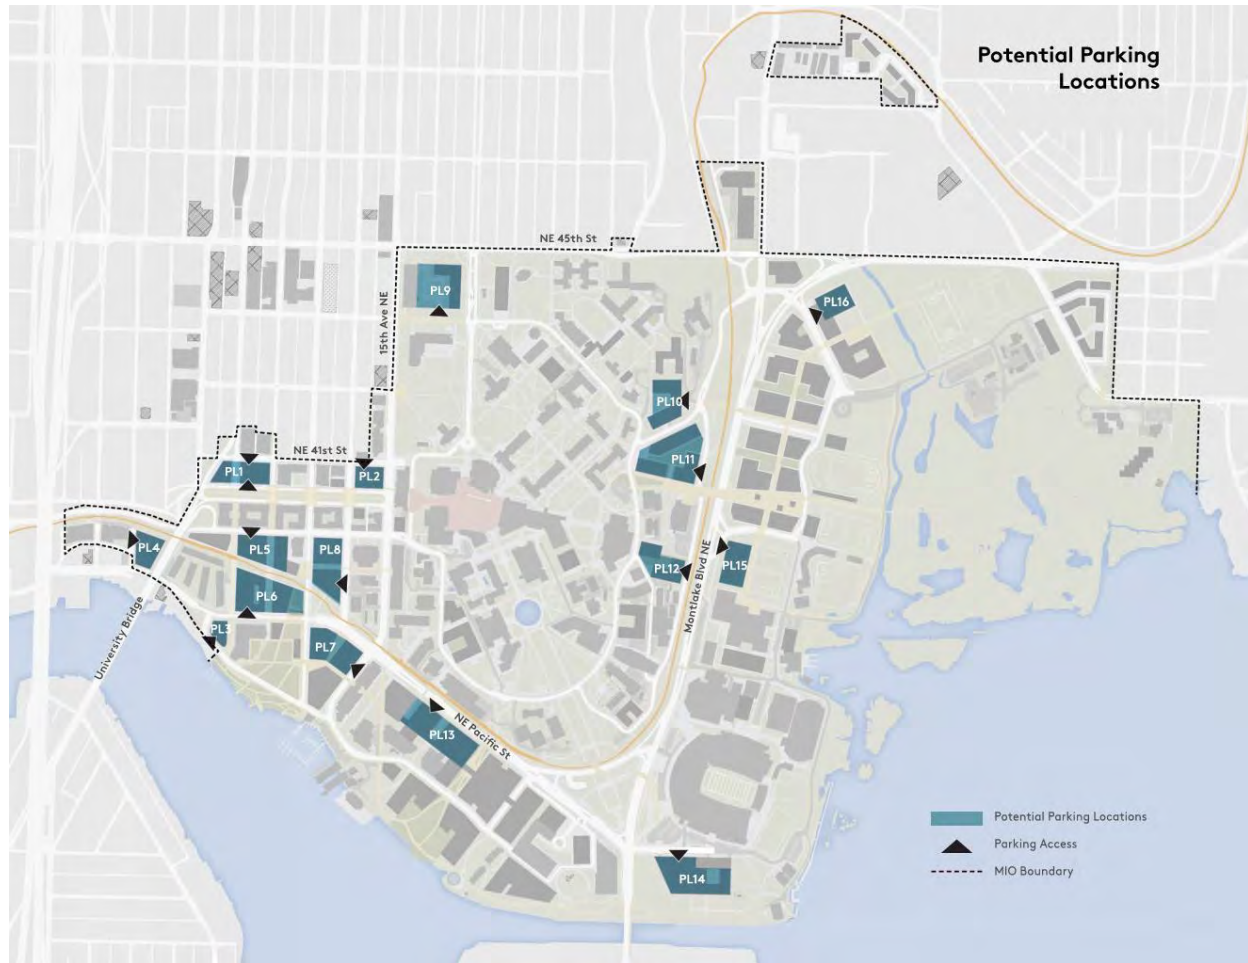 Potential Parking
Locations
NE 45th St
15th Ave NE
PL9
PL16
PL10
NE 41st St
PL1
PL2
PL11
PL4
PL5
PL8
PL12
PL15
Montlake Blvd NE
PL6
University Bridge
PL3
PL7
NE Pacific St
PL13
PL14
Potential Parking Locations
Parking Access
MIO Boundary